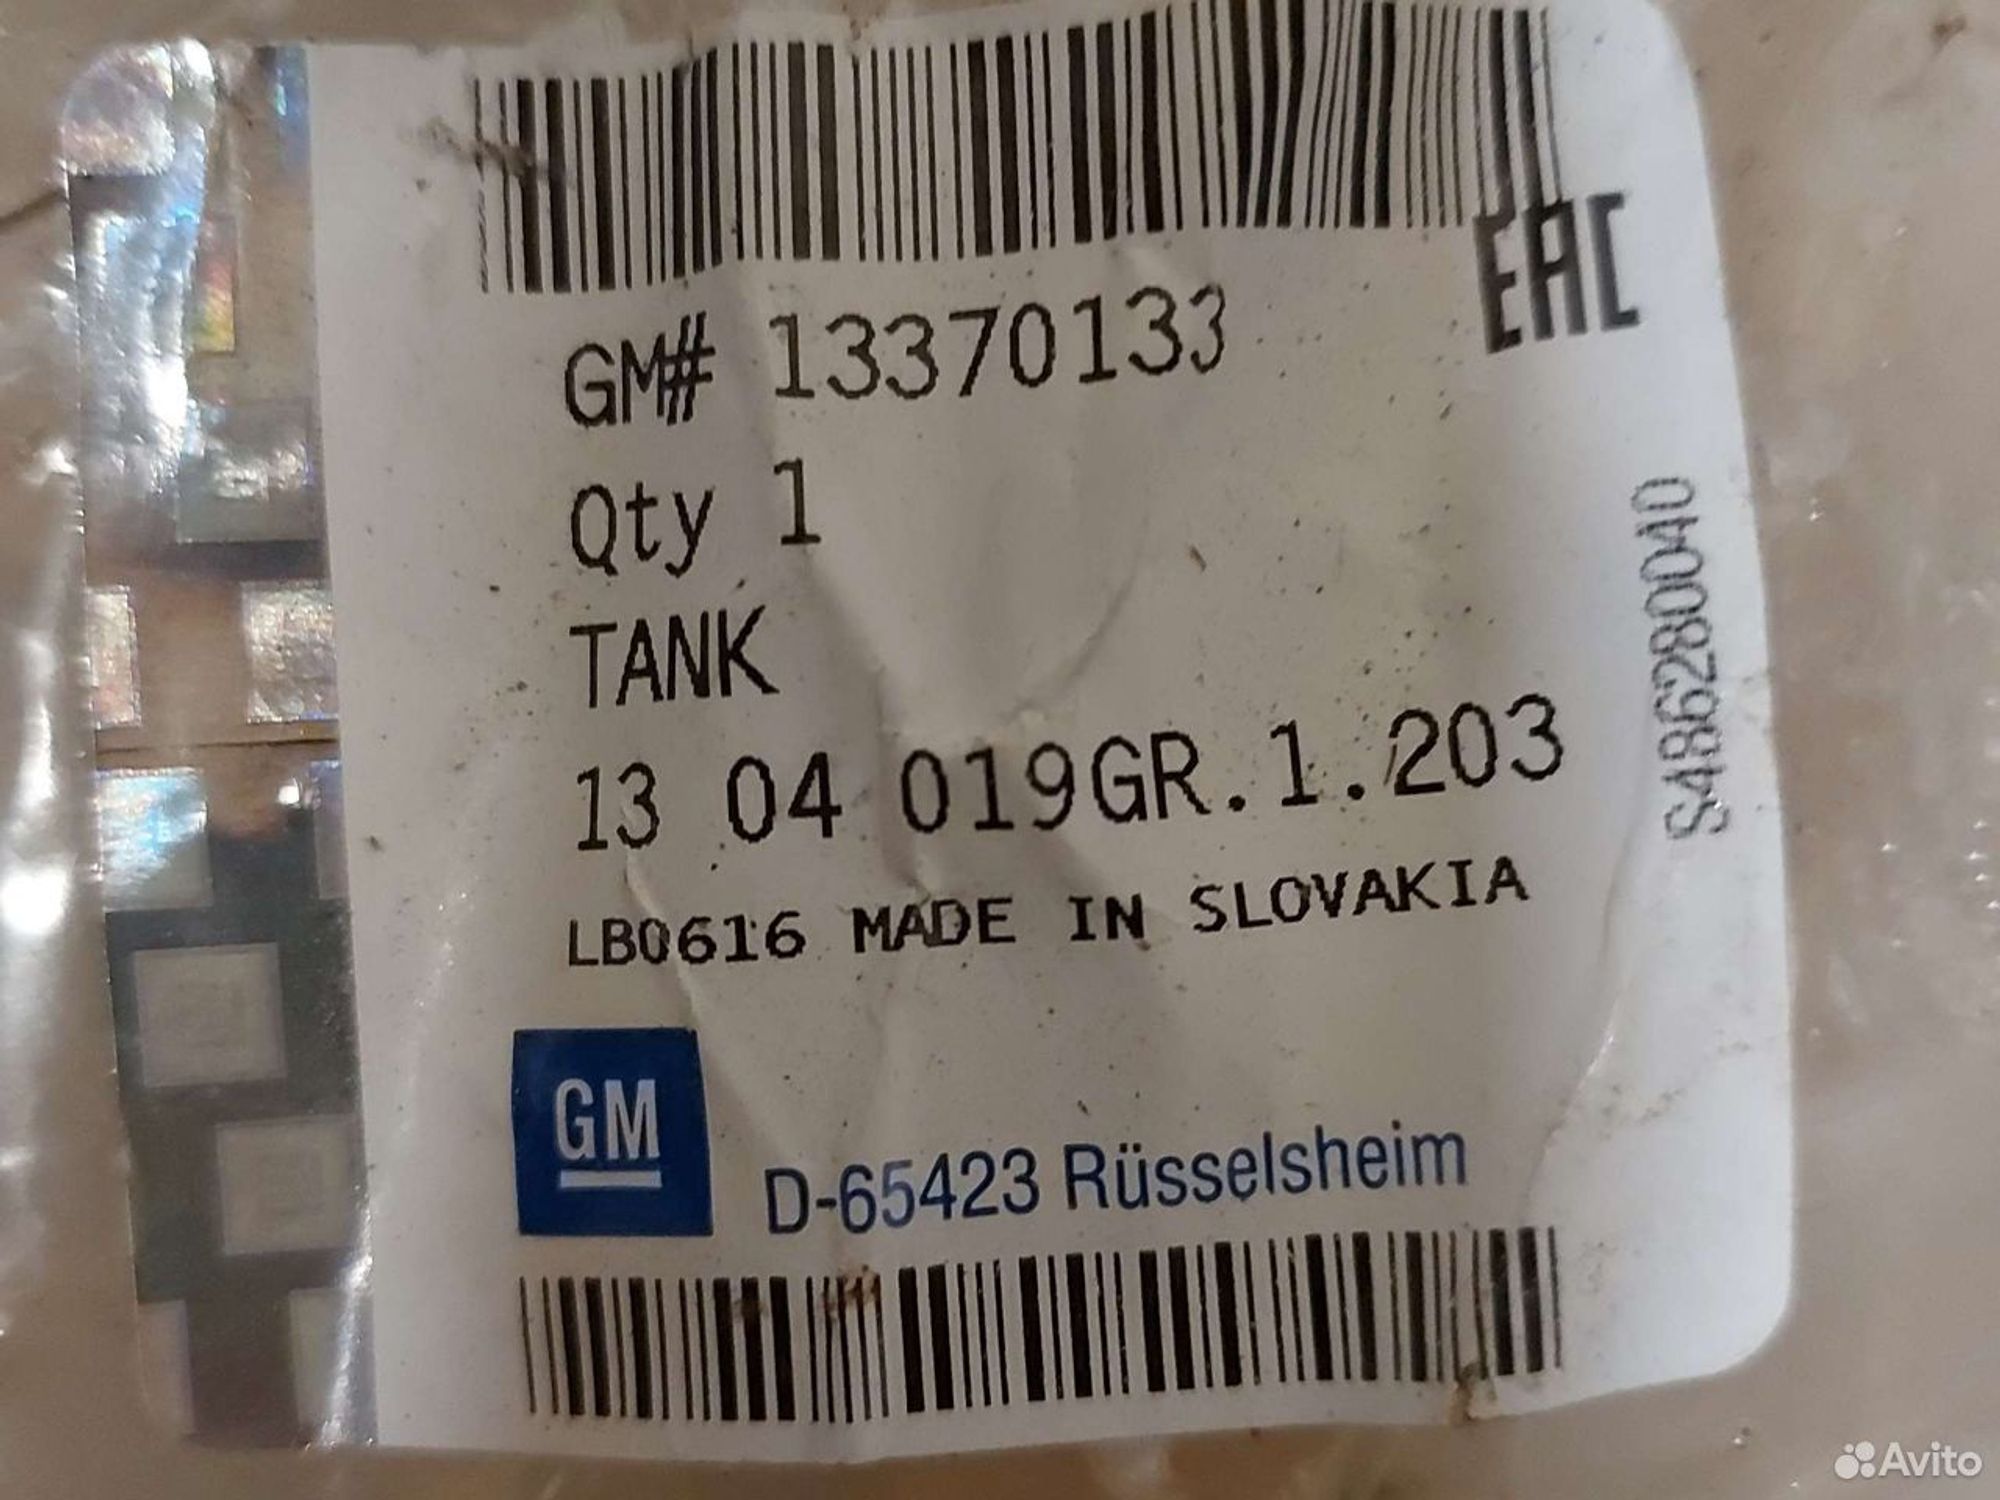 EAC
GM# 13370133
Qty 1
TANK
13 04 019GR.1.203
LB0616 MADE IN SLOVAKIA
S486280040
GM
D-65423 Rüsselsheim
Avito